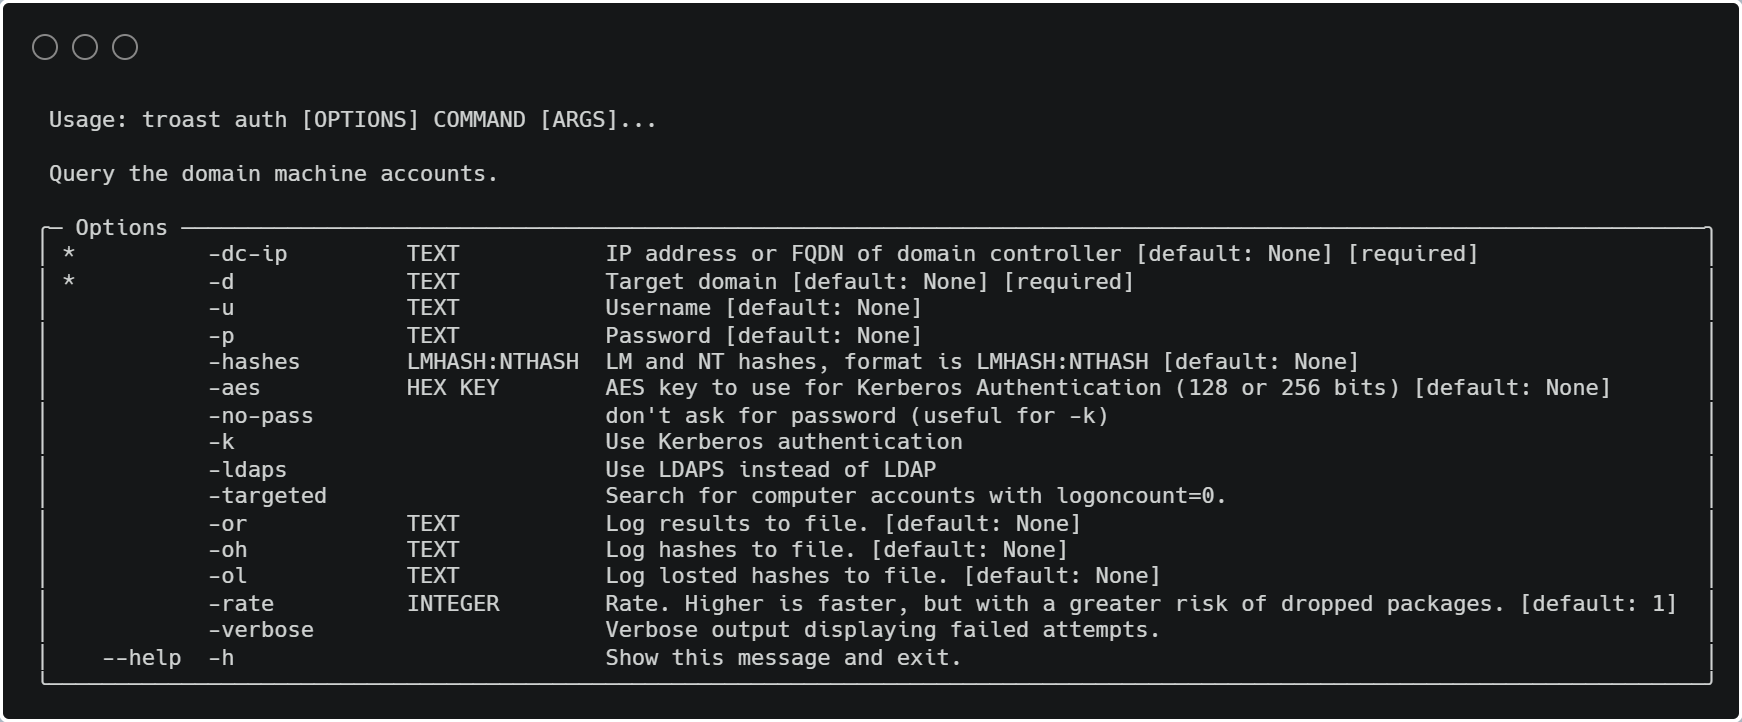 Usage: troast auth [OPTIONS] COMMAND [ARGS]...
Query the domain machine accounts.
Options
* -dc-ip TEXT IP address or FQDN of domain controller [default: None] [required]
* -d TEXT Target domain [default: None] [required]
-u TEXT Username [default: None]
-p TEXT Password [default: None]
-hashes LMHASH:NTHASH LM and NT hashes, format is LMHASH:NTHASH [default: None]
-aes HEX KEY AES key to use for Kerberos Authentication (128 or 256 bits) [default: None]
-no-pass don't ask for password (useful for -k)
-k Use Kerberos authentication
-ldaps Use LDAPS instead of LDAP
-targeted Search for computer accounts with logoncount=0.
-or TEXT Log results to file. [default: None]
-oh TEXT Log hashes to file. [default: None]
-ol TEXT Log losted hashes to file. [default: None]
-rate INTEGER Rate. Higher is faster, but with a greater risk of dropped packages. [default: 1]
-verbose Verbose output displaying failed attempts.
--help -h Show this message and exit.